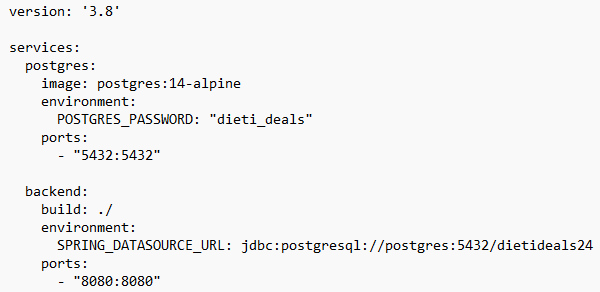 version: '3.8'

services:
  postgres:
    image: postgres:14-alpine
    environment:
      POSTGRES_PASSWORD: "dieti_deals"
    ports:
      - "5432:5432"

  backend:
    build: ./
    environment:
      SPRING_DATASOURCE_URL: jdbc:postgresql://postgres:5432/dietideals24
    ports:
      - "8080:8080"